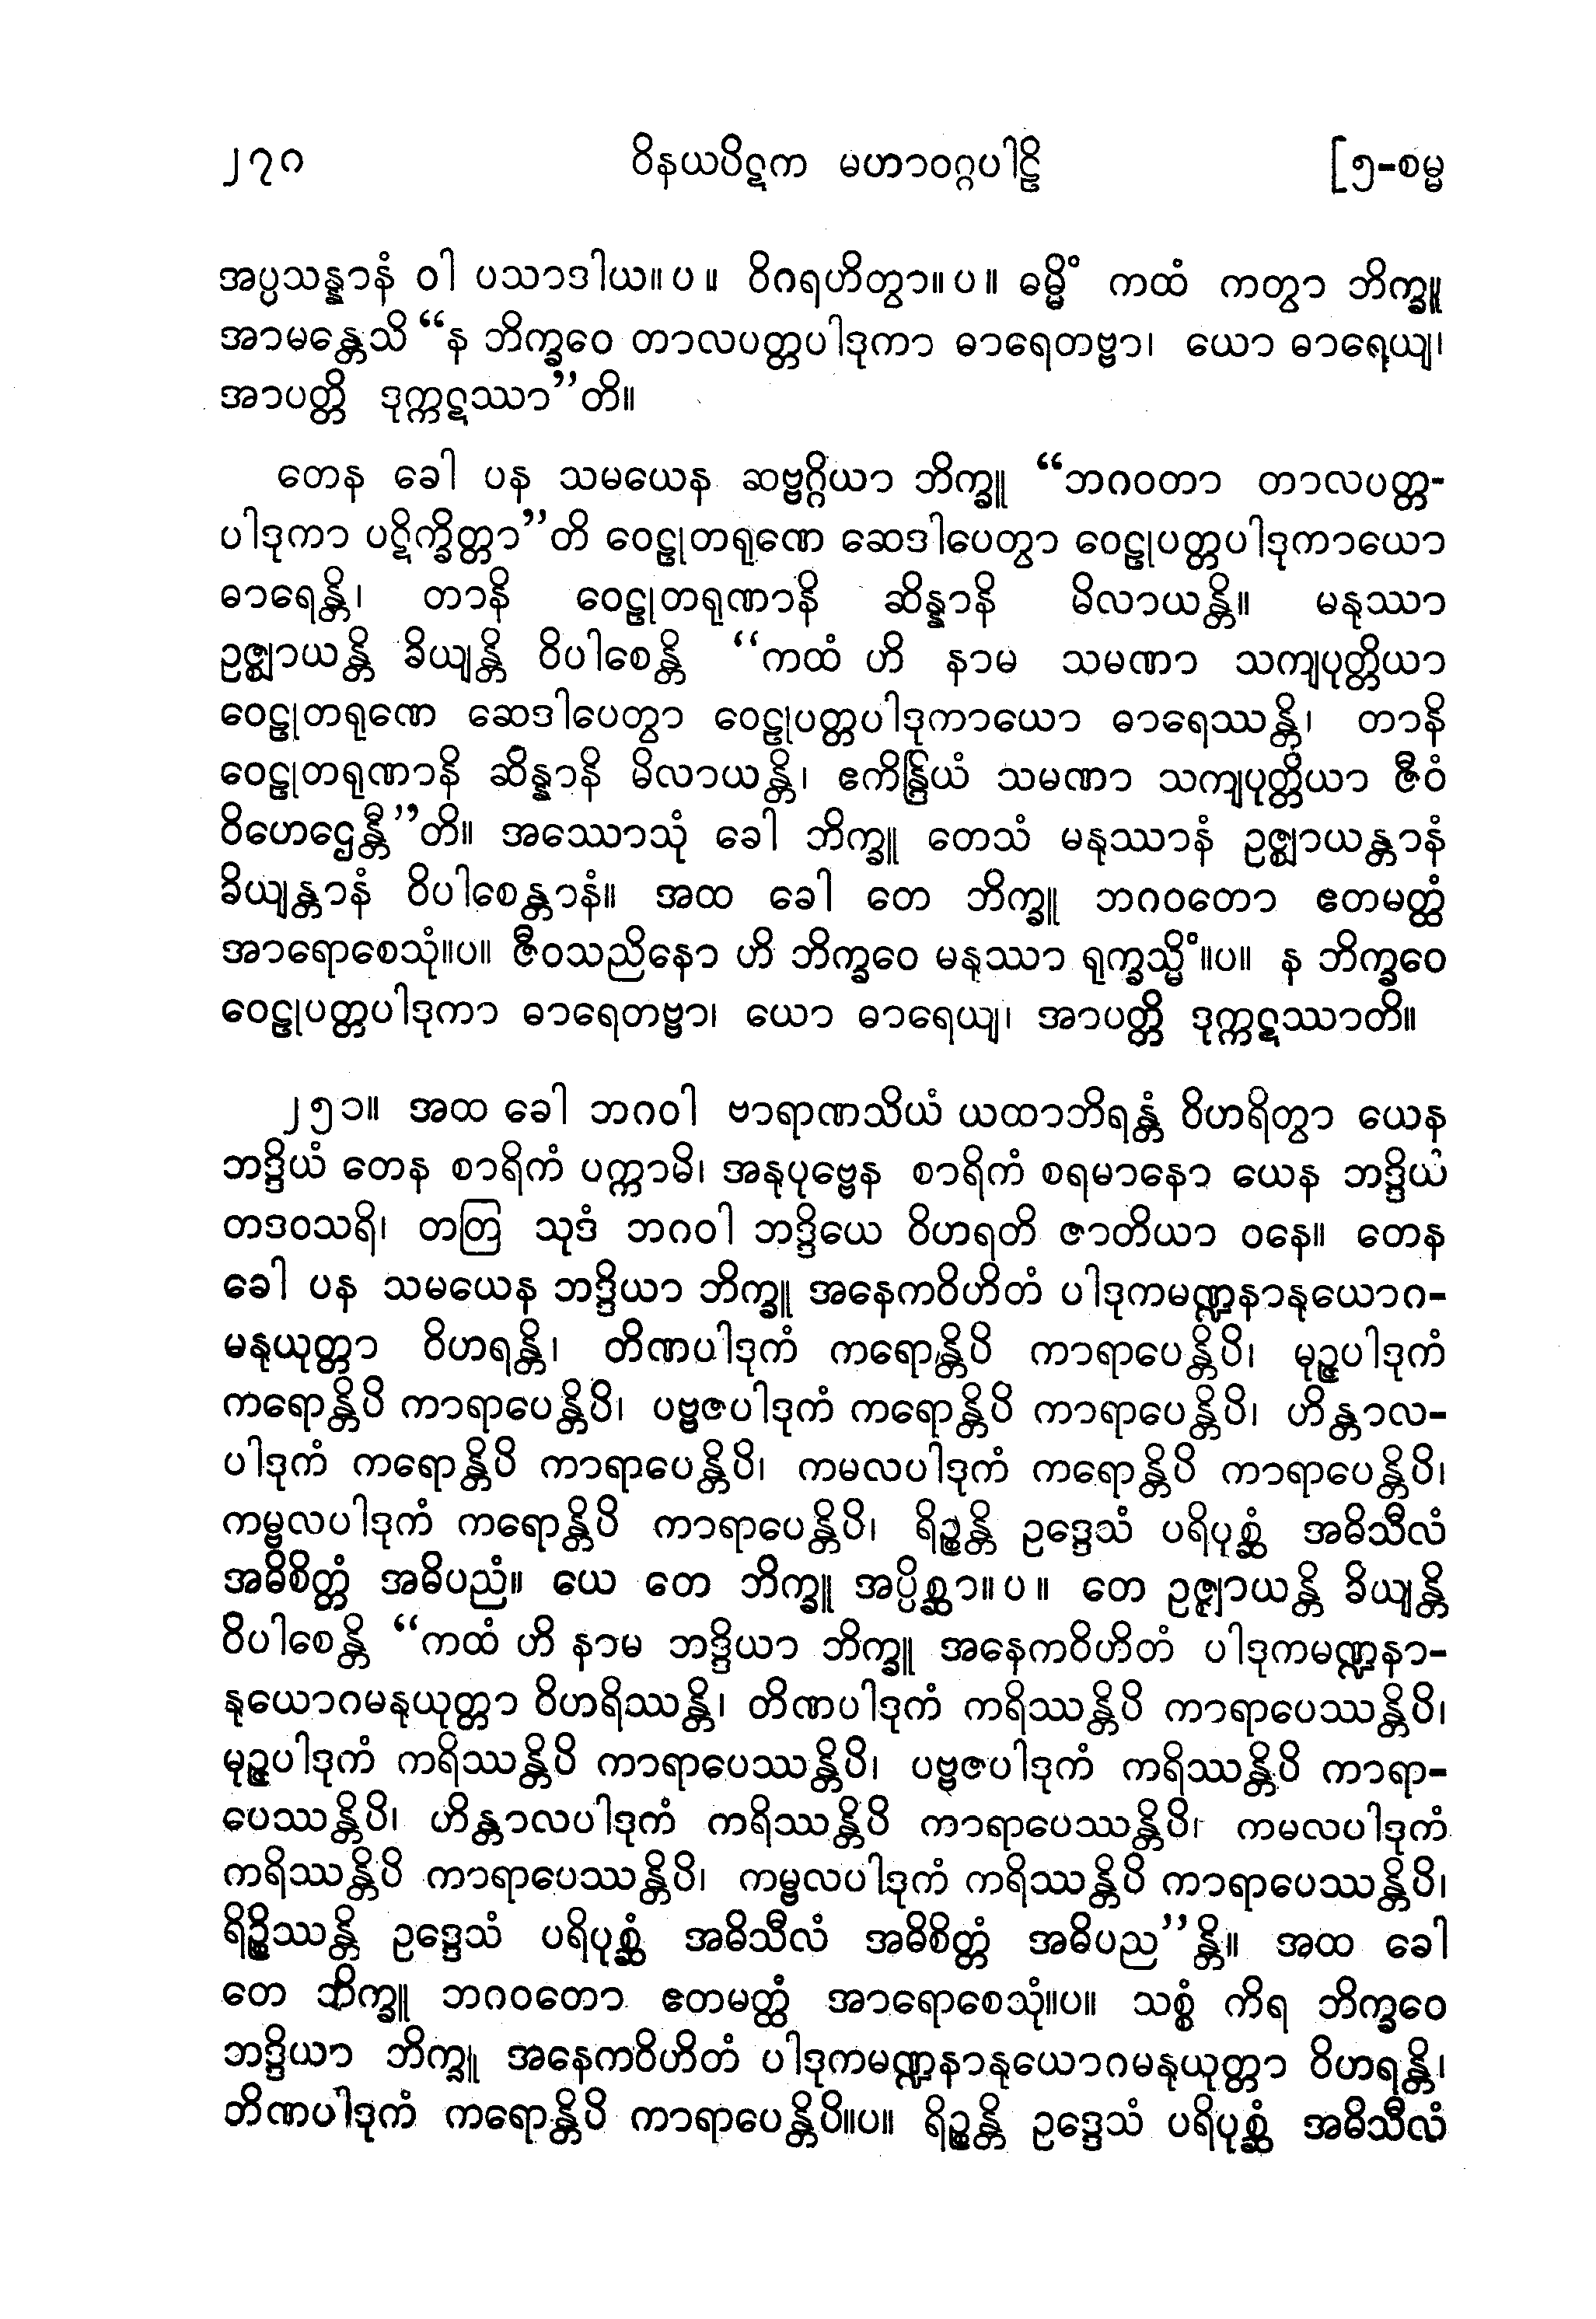 ၂၇၀ ဝိနယပိဋက မဟာဝဂ္ဂပါဠိ [၅-စမ္မ
အပ္ပသန္နာနံ ဝါ ပသာဒါယ။ပ။ ဝိဂရဟိတွာ။ပ။ ဓမ္မိံ ကထံ ကတွာ ဘိက္ခူ
အာမန္တေသိ “န ဘိက္ခဝေ တာလပတ္တပါဒုကာ ဓာရေတဗ္ဗာ၊ ယော ဓာရေယျ၊
အာပတ္တိ ဒုက္ကဋဿာ”တိ။
တေန ခေါ ပန သမယေန ဆဗ္ဗဂ္ဂိယာ ဘိက္ခူ “ဘဂဝတာ တာလပတ္တ-
ပါဒုကာ ပဋိက္ခိတ္တာ”တိ ဝေဠုတရုဏေ ဆေဒါပေတွာ ဝေဠုပတ္တပါဒုကာယော
ဓာရေန္တိ၊ တာနိ ဝေဠုတရုဏာနိ ဆိန္နာနိ မိလာယန္တိ။ မနုဿာ
ဥဇ္ဈာယန္တိ ခိယျန္တိ ဝိပါစေန္တိ “ကထံ ဟိ နာမ သမဏာ သကျပုတ္တိယာ
ဝေဠုတရုဏေ ဆေဒါပေတွာ ဝေဠုပတ္တပါဒုကာယော ဓာရေဿန္တိ၊ တာနိ
ဝေဠုတရုဏာနိ ဆိန္နာနိ မိလာယန္တိ၊ ဧကိန္ဒြိယံ သမဏာ သကျပုတ္တိယာ ဇီဝံ
ဝိဟေဌေန္တီ”တိ။ အဿောသုံ ခေါ ဘိက္ခူ တေသံ မနုဿာနံ ဥဇ္ဈာယန္တာနံ
ခိယျန္တာနံ ဝိပါစေန္တာနံ။ အထ ခေါ တေ ဘိက္ခူ ဘဂဝတော ဧတမတ္ထံ
အာရောစေသုံ။ပ။ ဇီဝသညိနော ဟိ ဘိက္ခဝေ မနုဿာ ရုက္ခသ္မိံ။ပ။ န ဘိက္ခဝေ
ဝေဠုပတ္တပါဒုကာ ဓာရေတဗ္ဗာ၊ ယော ဓာရေယျ၊ အာပတ္တိ ဒုက္ကဋဿာတိ။
၂၅၁။ အထ ခေါ ဘဂဝါ ဗာရာဏသိယံ ယထာဘိရန္တံ ဝိဟရိတွာ ယေန
ဘဒ္ဒိယံ တေန စာရိကံ ပက္ကာမိ၊ အနုပုဗ္ဗေန စာရိကံ စရမာနော ယေန ဘဒ္ဒိယံ
တဒဝသရိ၊ တတြ သုဒံ ဘဂဝါ ဘဒ္ဒိယေ ဝိဟရတိ ဇာတိယာ ဝနေ။ တေန
ခေါ ပန သမယေန ဘဒ္ဒိယာ ဘိက္ခူ အနေကဝိဟိတံ ပါဒုကမဏ္ဍနာနုယောဂ-
မနုယုတ္တာ ဝိဟရန္တိ၊ တိဏပါဒုကံ ကရောန္တိပိ ကာရာပေန္တိပိ၊ မုဉ္ဇပါဒုကံ
ကရောန္တိပိ ကာရာပေန္တိပိ၊ ပဗ္ဗဇပါဒုကံ ကရောန္တိပိ ကာရာပေန္တိပိ၊ ဟိန္တာလ-
ပါဒုကံ ကရောန္တိပိ ကာရာပေန္တိပိ၊ ကမလပါဒုကံ ကရောန္တိပိ ကာရာပေန္တိပိ၊
ကမ္ဗလပါဒုကံ ကရောန္တိပိ ကာရာပေန္တိပိ၊ ရိဉ္စန္တိ ဥဒ္ဒေသံ ပရိပုစ္ဆံ အဓိသီလံ
အဓိစိတ္တံ အဓိပညံ။ ယေ တေ ဘိက္ခူ အပ္ပိစ္ဆာ။ပ။ တေ ဥဇ္ဈာယန္တိ ခိယျန္တိ
ဝိပါစေန္တိ “ကထံ ဟိ နာမ ဘဒ္ဒိယာ ဘိက္ခူ အနေကဝိဟိတံ ပါဒုကမဏ္ဍနာ-
နုယောဂမနုယုတ္တာ ဝိဟရိဿန္တိ၊ တိဏပါဒုကံ ကရိဿန္တိပိ ကာရာပေဿန္တိပိ၊
မုဉ္ဇပါဒုကံ ကရိဿန္တိပိ ကာရာပေဿန္တိပိ၊ ပဗ္ဗဇပါဒုကံ ကရိဿန္တိပိ ကာရာ-
ပေဿန္တိပိ၊ ဟိန္တာလပါဒုကံ ကရိဿန္တိပိ ကာရာပေဿန္တိပိ၊ ကမလပါဒုကံ
ကရိဿန္တိပိ ကာရာပေဿန္တိပိ၊ ကမ္ဗလပါဒုကံ ကရိဿန္တိပိ ကာရာပေဿန္တိပိ၊
ရိဉ္စိဿန္တိ ဥဒ္ဒေသံ ပရိပုစ္ဆံ အဓိသီလံ အဓိစိတ္တံ အဓိပည”န္တိ။ အထ ခေါ
တေ ဘိက္ခူ ဘဂဝတော ဧတမတ္ထံ အာရောစေသုံ။ပ။ သစ္စံ ကိရ ဘိက္ခဝေ
ဘဒ္ဒိယာ ဘိက္ခူ အနေကဝိဟိတံ ပါဒုကမဏ္ဍနာနုယောဂမနုယုတ္တာ ဝိဟရန္တိ၊
တိဏပါဒုကံ ကရောန္တိပိ ကာရာပေန္တိပိ။ပ။ ရိဉ္စန္တိ ဥဒ္ဒေသံ ပရိပုစ္ဆံ အဓိသီလံ